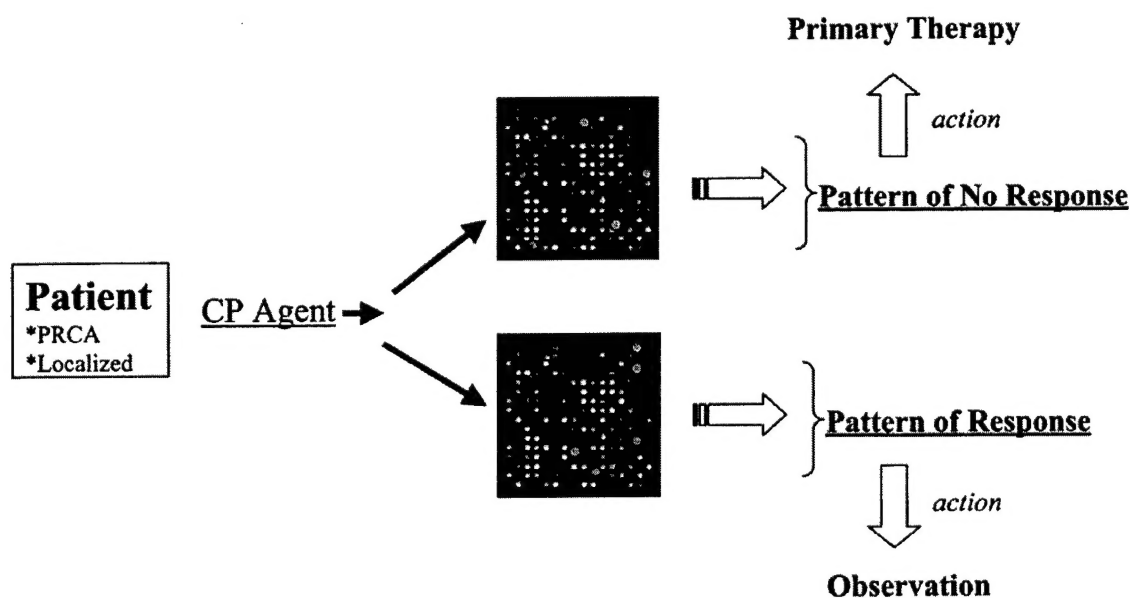 Primary Therapy
action
Pattern of No Response
Patient
*PRCA
*Localized
CP Agent
Pattern of Response
action
Observation